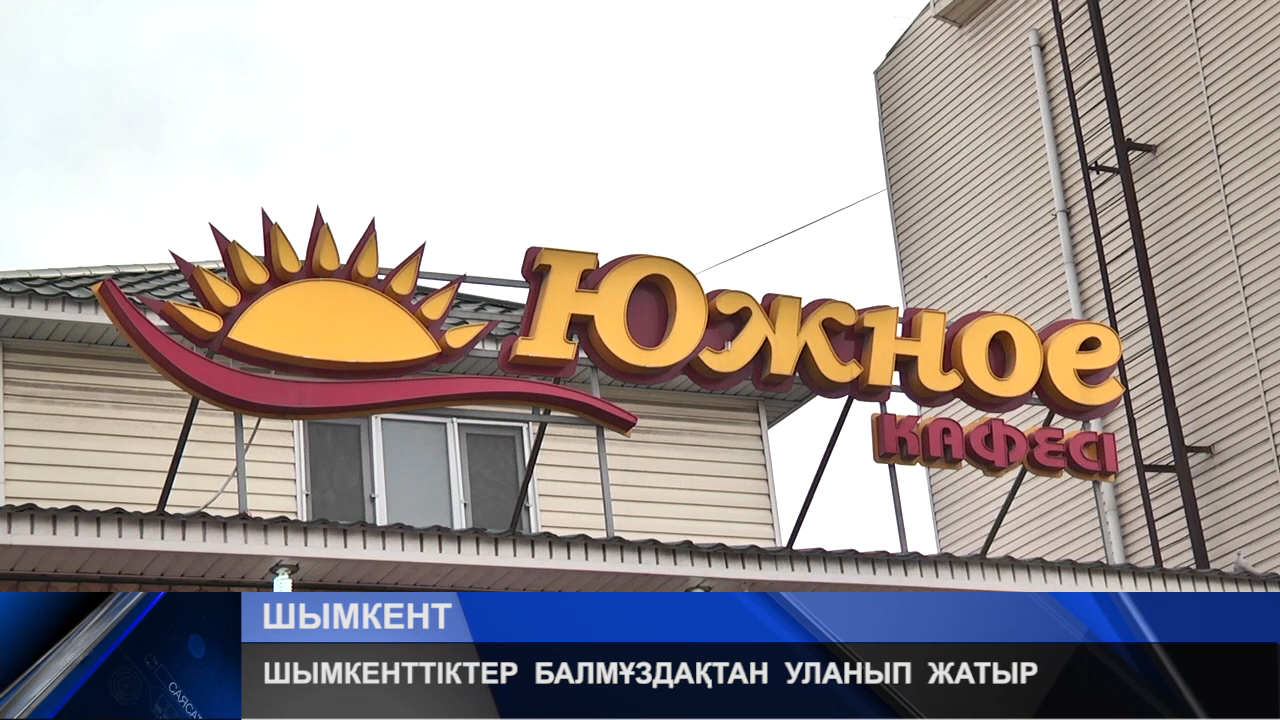 Южное
КАФЕСІ
ШЫМКЕНТ
ШЫМКЕНТТІКТЕР БАЛМҰЗДАҚТАН УЛАНЫП ЖАТЫР